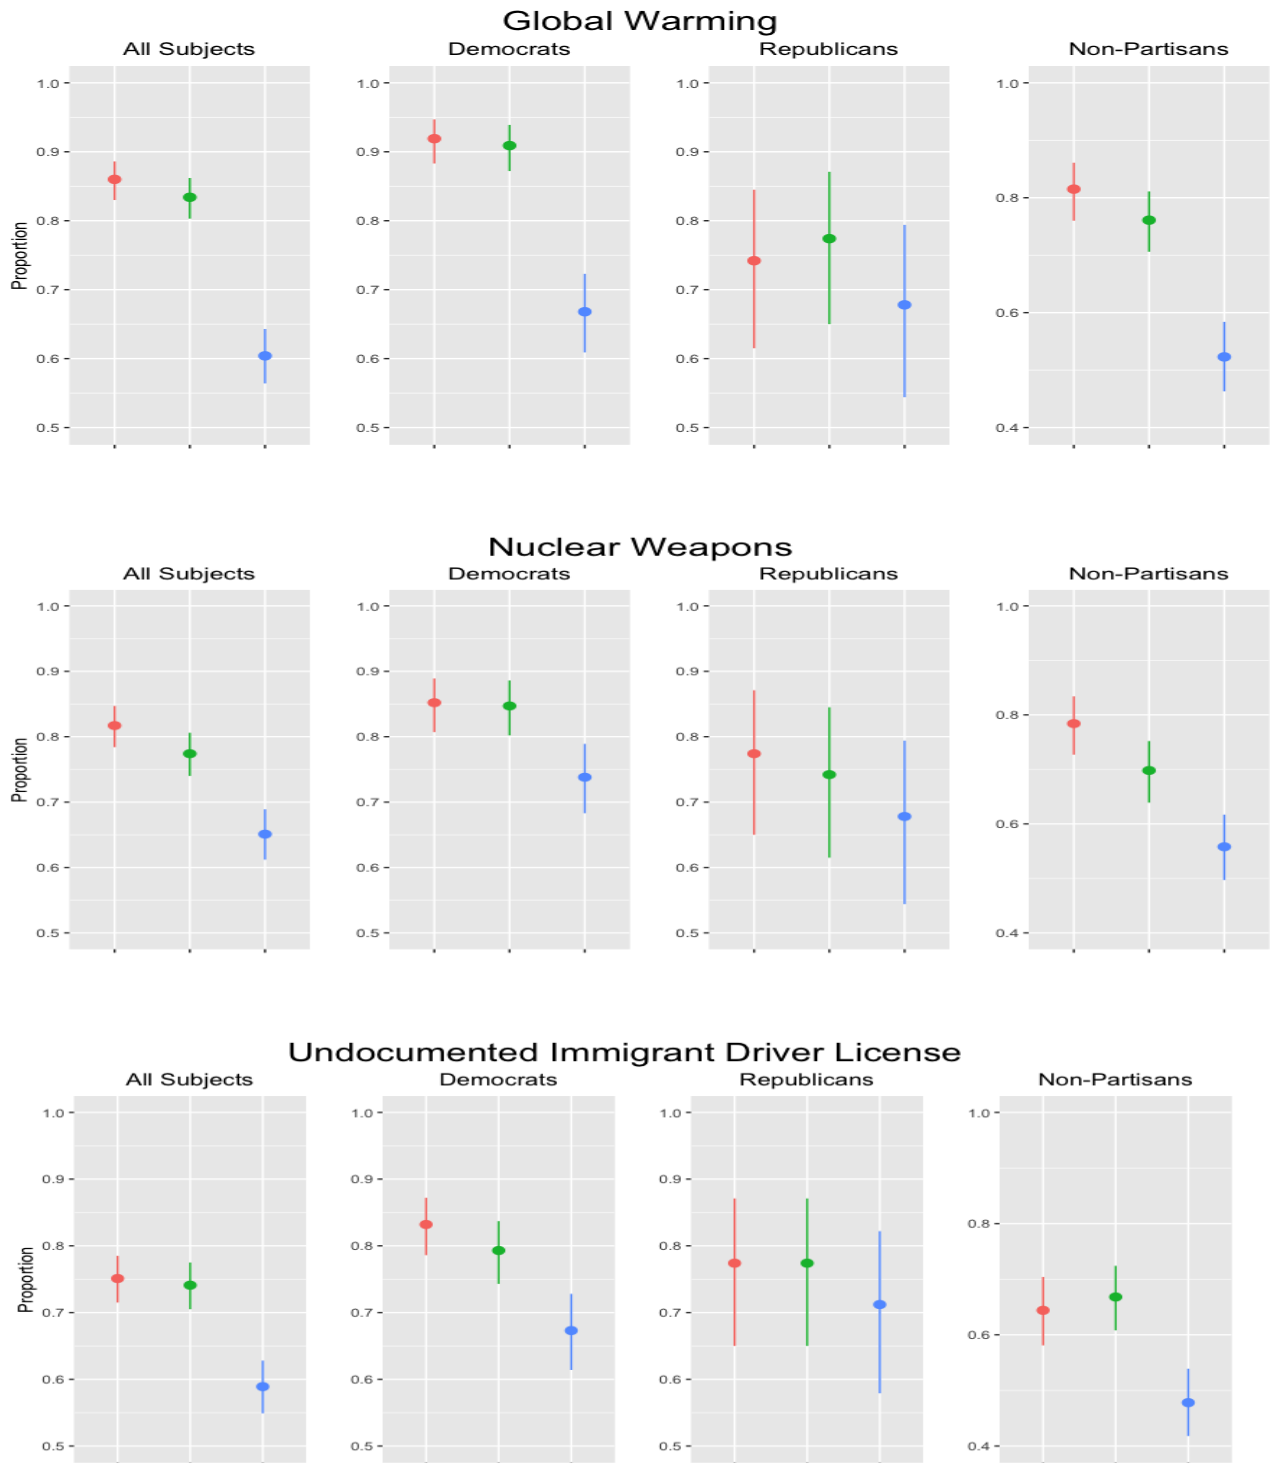 Global Warming
All Subjects Democrats Republicans Non-Partisans
Proportion
1.0 1.0 1.0 1.0
0.9 0.9 0.9
0.8 0.8 0.8 0.8
0.7 0.7 0.7
0.6 0.6 0.6 0.6
0.5 0.5 0.5 0.4
Nuclear Weapons
All Subjects Democrats Republicans Non-Partisans
Proportion
1.0 1.0 1.0 1.0
0.9 0.9 0.9
0.8 0.8 0.8 0.8
0.7 0.7 0.7
0.6 0.6 0.6 0.6
0.5 0.5 0.5 0.4
Undocumented Immigrant Driver License
All Subjects Democrats Republicans Non-Partisans
Proportion
1.0 1.0 1.0 1.0
0.9 0.9 0.9
0.8 0.8 0.8 0.8
0.7 0.7 0.7
0.6 0.6 0.6 0.6
0.5 0.5 0.5 0.4